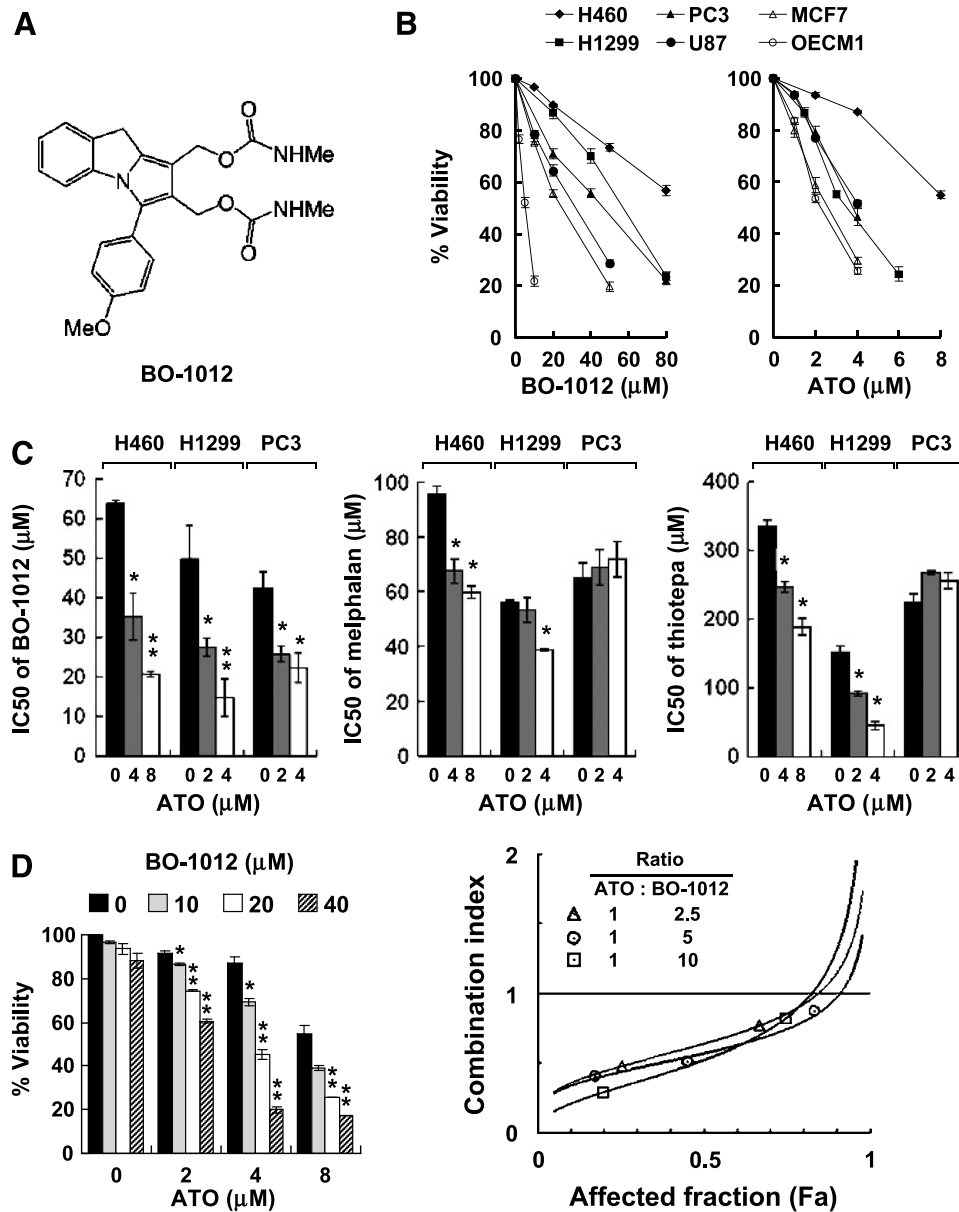 A
O
O
NHMe
N
O
NHMe
O
MeO
BO-1012
B
H460
PC3
MCF7
H1299
U87
OECM1
% Viability
100
80
60
40
20
0
0 20 40 60 80
BO-1012 (µM)
100
80
60
40
20
0
0 2 4 6 8
ATO (µM)
C
H460 H1299 PC3
IC50 of BO-1012 (µM)
70
60
50
40
30
20
10
0
*
**
*
**
*
*
0 4 8 0 2 4 0 2 4
ATO (µM)
H460 H1299 PC3
IC50 of melphalan (µM)
100
80
60
40
20
0
*
*
*
0 4 8 0 2 4 0 2 4
ATO (µM)
H460 H1299 PC3
IC50 of thiotepa (µM)
400
300
200
100
0
*
*
*
*
0 4 8 0 2 4 0 2 4
ATO (µM)
D
BO-1012 (µM)
0 10 20 40
% Viability
100
80
60
40
20
0
*
**
**
*
**
**
**
**
0 2 4 8
ATO (µM)
Combination index
2
1
0
Ratio
ATO : BO-1012
1 2.5
1 5
1 10
0 0.5 1
Affected fraction (Fa)